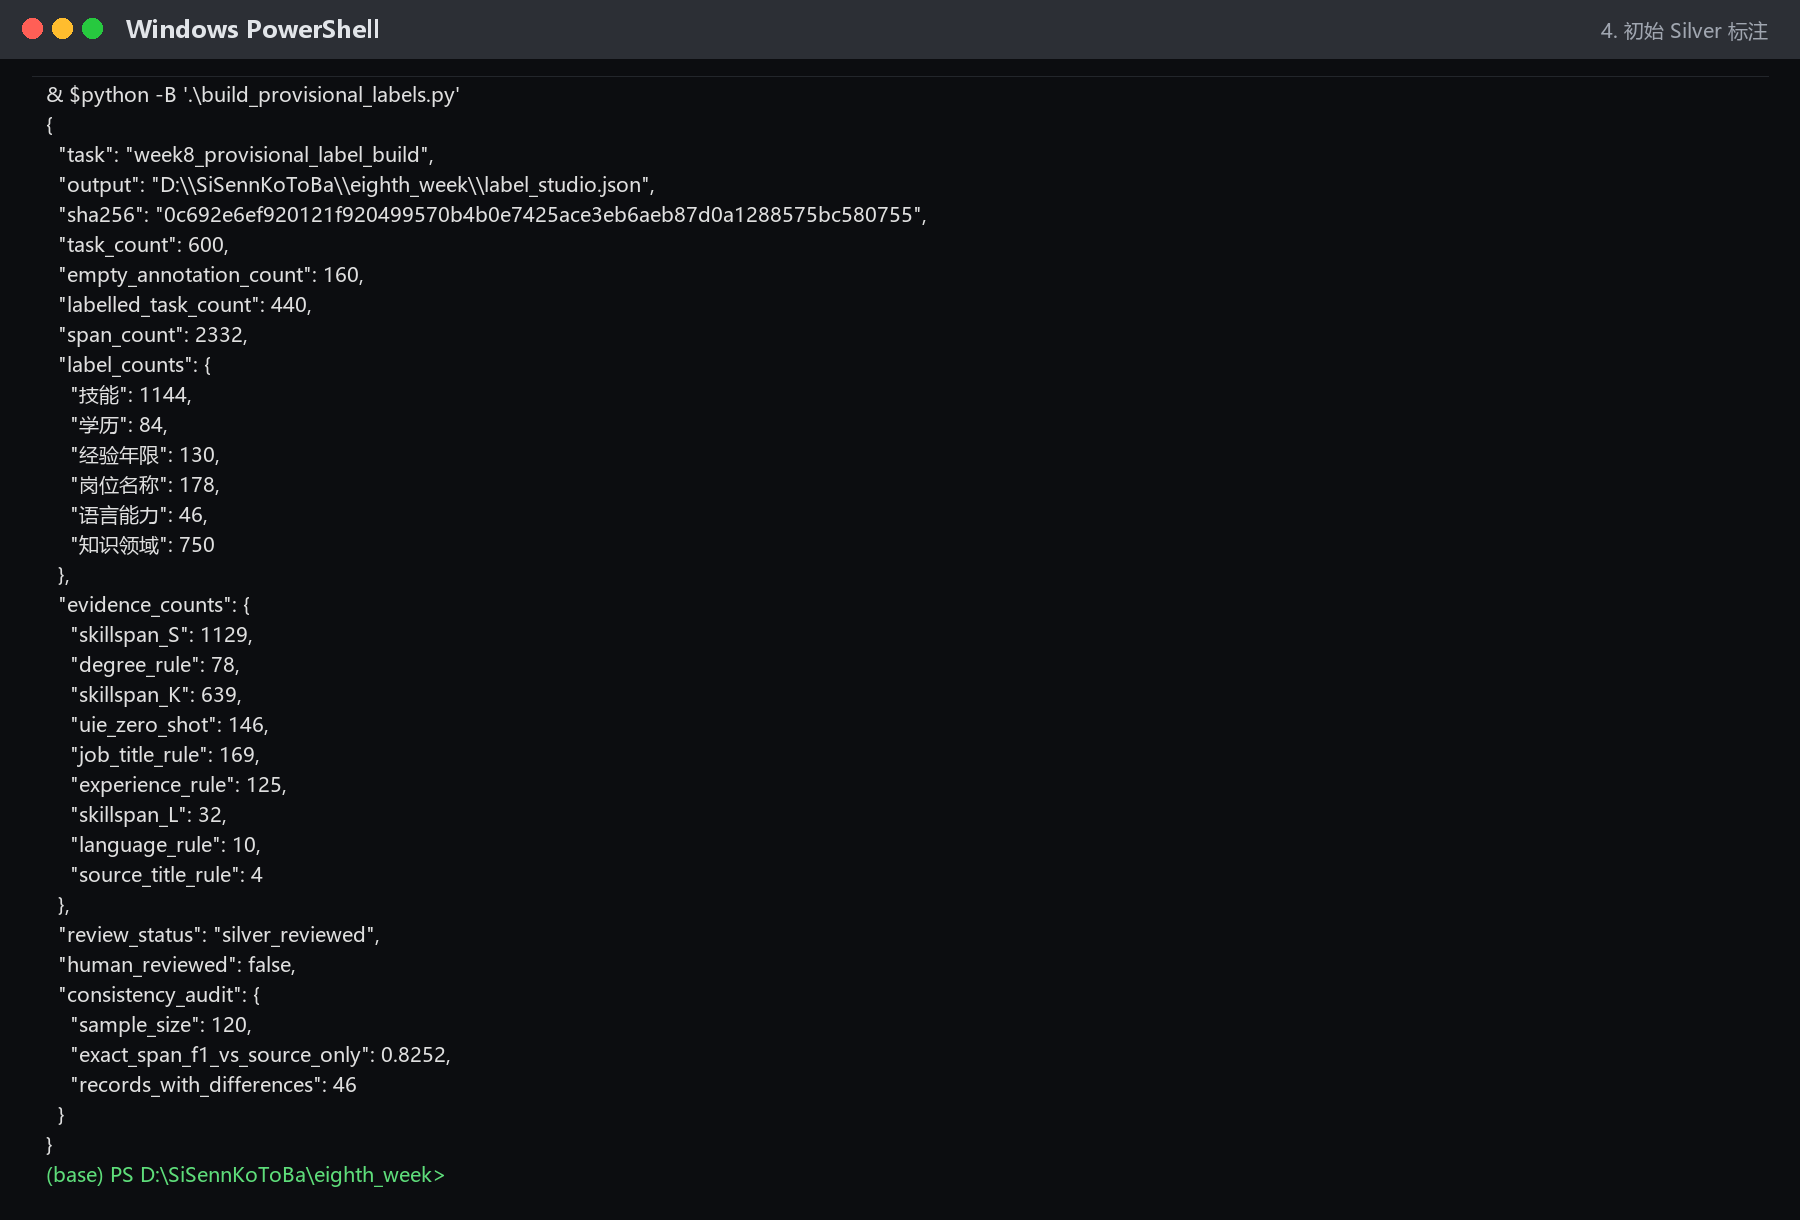 Windows PowerShell
4. 初始 Silver 标注
& $python -B '.\build_provisional_labels.py'
{
  "task": "week8_provisional_label_build",
  "output": "D:\\SiSennKoToBa\\eighth_week\\label_studio.json",
  "sha256": "0c692e6ef920121f920499570b4b0e7425ace3eb6aeb87d0a1288575bc580755",
  "task_count": 600,
  "empty_annotation_count": 160,
  "labelled_task_count": 440,
  "span_count": 2332,
  "label_counts": {
    "技能": 1144,
    "学历": 84,
    "经验年限": 130,
    "岗位名称": 178,
    "语言能力": 46,
    "知识领域": 750
  },
  "evidence_counts": {
    "skillspan_S": 1129,
    "degree_rule": 78,
    "skillspan_K": 639,
    "uie_zero_shot": 146,
    "job_title_rule": 169,
    "experience_rule": 125,
    "skillspan_L": 32,
    "language_rule": 10,
    "source_title_rule": 4
  },
  "review_status": "silver_reviewed",
  "human_reviewed": false,
  "consistency_audit": {
    "sample_size": 120,
    "exact_span_f1_vs_source_only": 0.8252,
    "records_with_differences": 46
  }
}
(base) PS D:\SiSennKoToBa\eighth_week>